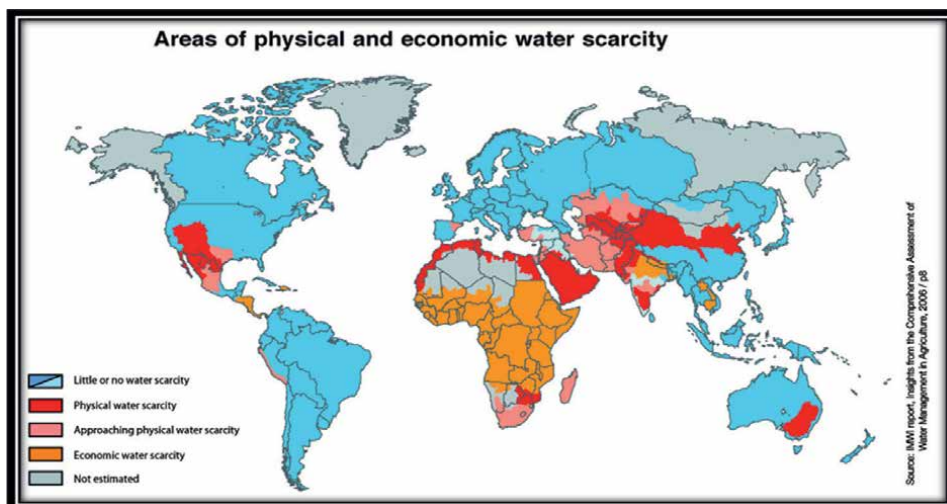 Areas of physical and economic water scarcity
Little or no water scarcity
Physical water scarcity
Approaching physical water scarcity
Economic water scarcity
Not estimated
Source: IMWI report, Insights from the Comprehensive Assessment of
Water Management in Agriculture, 2006 / p8